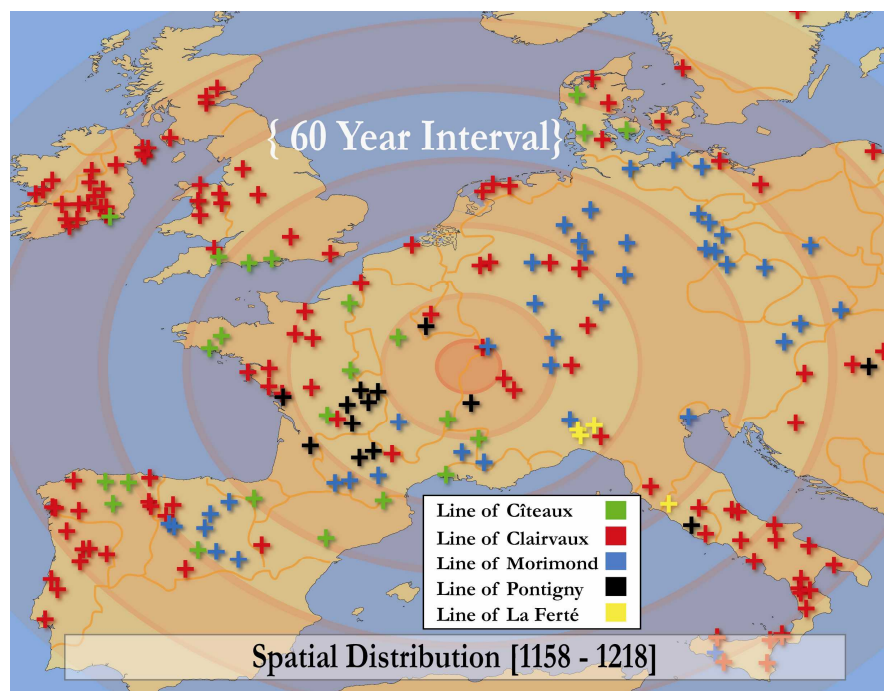 { 60 Year Interval}
Line of Cîteaux
Line of Clairvaux
Line of Morimond
Line of Pontigny
Line of La Ferté
Spatial Distribution [1158 - 1218]